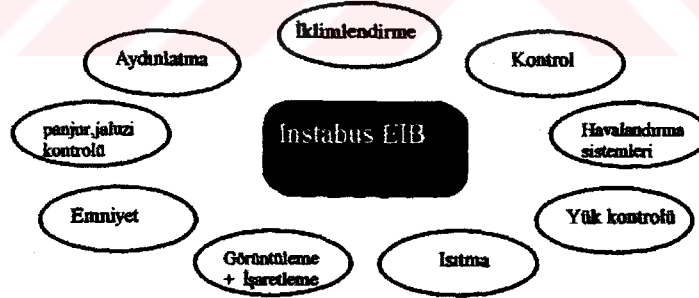 İklimlendirme
Aydınlatma
Kontrol
Instabus EIB
panjur,jaluzi
kontrolü
Havalandırma
sistemleri
Emniyet
Yük kontrolü
Görüntüleme
+ İşaretleme
Isıtma